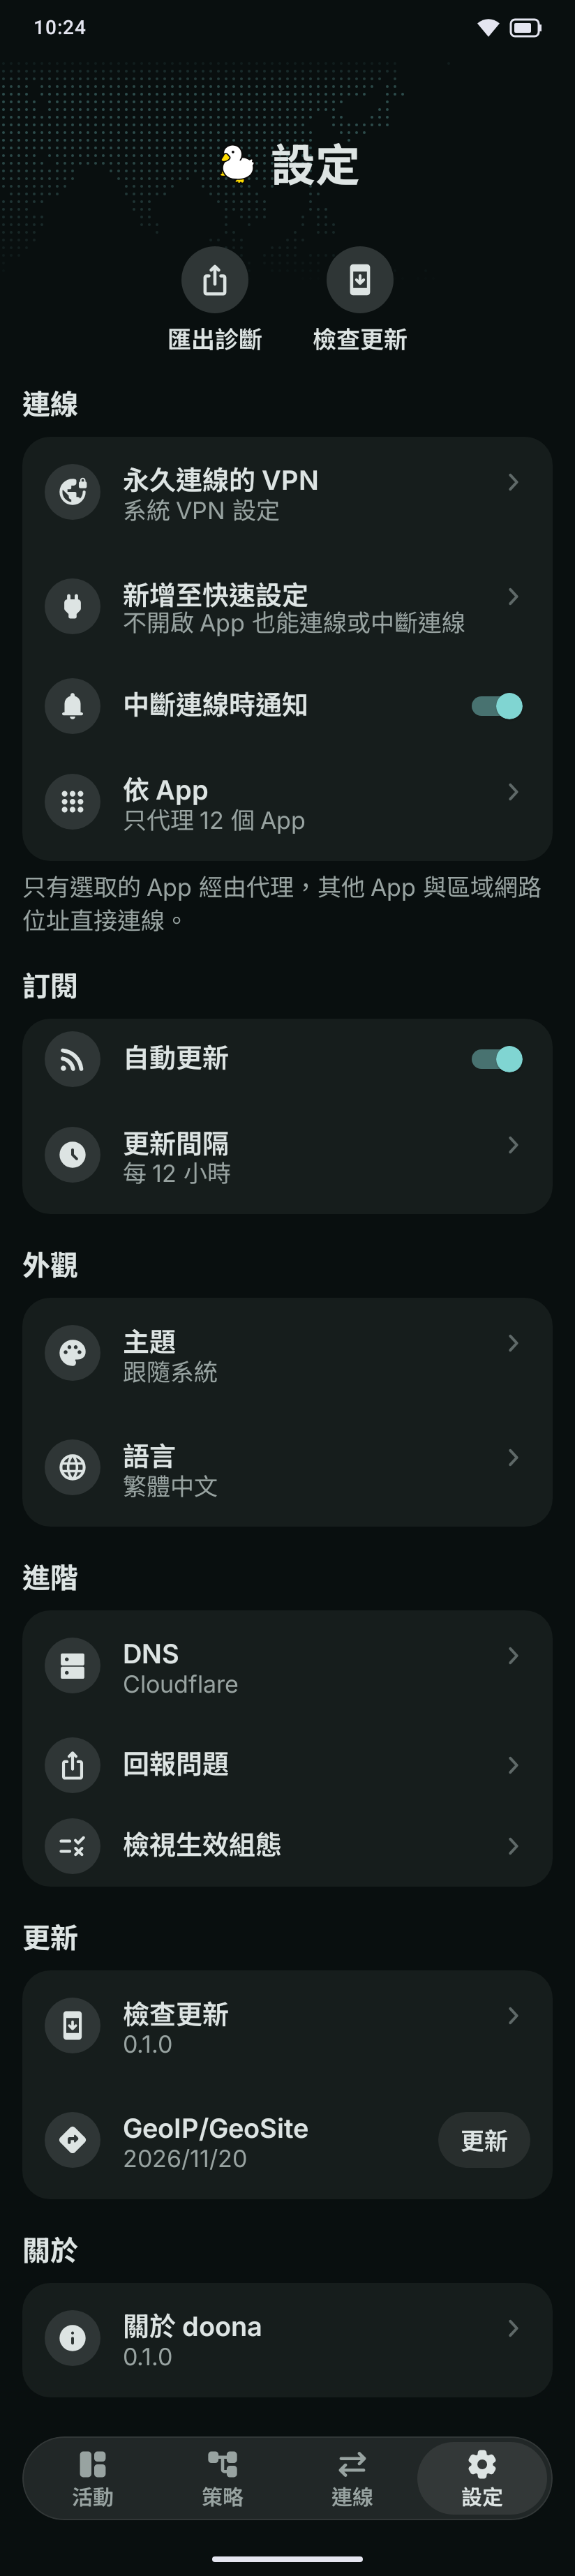 10:24
設定
匯出診斷
檢查更新
連線
永久連線的 VPN
系統 VPN 設定
新增至快速設定
不開啟 App 也能連線或中斷連線
中斷連線時通知
依 App
只代理 12 個 App
只有選取的 App 經由代理，其他 App 與區域網路
位址直接連線。
訂閱
自動更新
更新間隔
每 12 小時
外觀
主題
跟隨系統
語言
繁體中文
進階
DNS
Cloudflare
回報問題
檢視生效組態
更新
檢查更新
0.1.0
GeoIP/GeoSite
2026/11/20
更新
關於
關於 doona
0.1.0
活動
策略
連線
設定